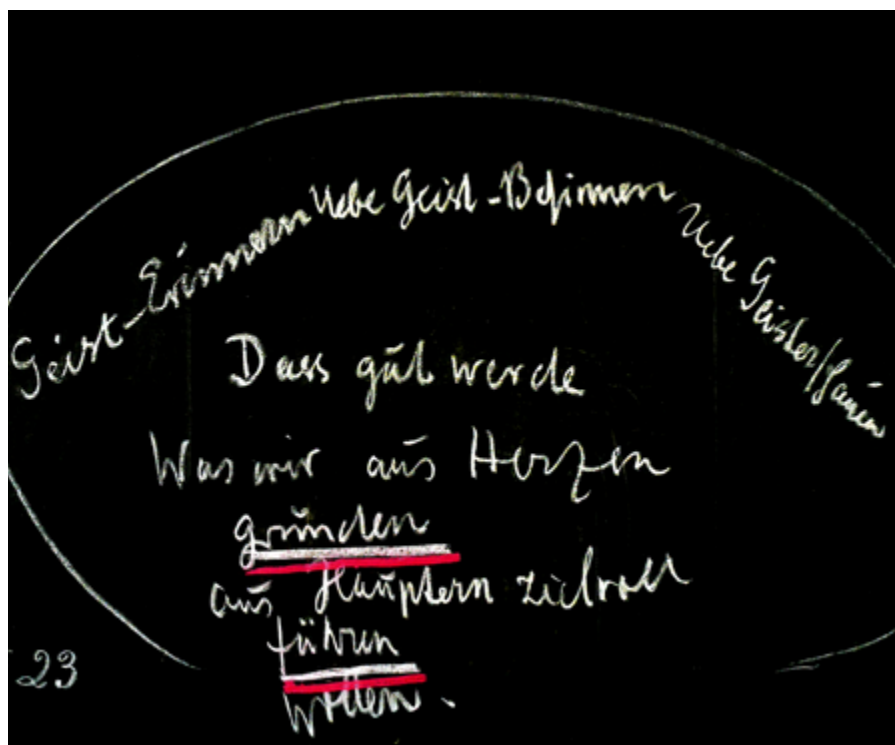 Geist-Erinnern
Uebe Geist-Besinnen
Uebe Geisterschauen
Dass gut werde
Was wir aus Herzen
gründen
aus Häuptern zielvoll
führen
wollen.
23